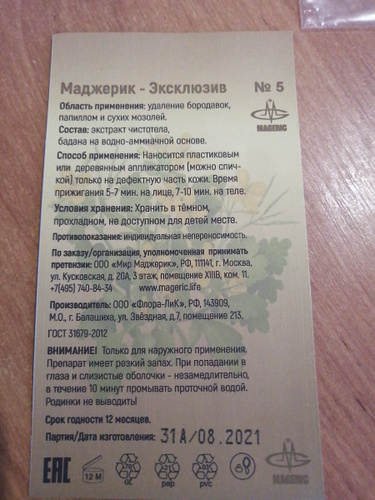 Маджерик - Эксклюзив № 5
Область применения: удаление бородавок,
папиллом и сухих мозолей.
MAGERIC
Состав: экстракт чистотела,
бадана на водно-аммиачной основе.
Способ применения: Наносится пластиковым
или деревянным аппликатором (можно спич-
кой) только на дефектную часть кожи. Время
прижигания 5-7 мин. на лице, 7-10 мин. на теле.
Условия хранения: Хранить в тёмном,
прохладном, не доступном для детей месте.
Противопоказания: индивидуальная непереносимость.
По заказу/организация, уполномоченная принимать
претензии: ООО «Мир Маджерик», РФ, 111141, г. Москва,
ул. Кусковская, д. 20А, 3 этаж, помещение XIIIВ, ком. 11.
+7(495) 740-84-34 www.mageric.life
Производитель: ООО «Флора-ЛиК», РФ, 143909,
М.О., г. Балашиха, ул. Звёздная, д.7, помещение 213.
ГОСТ 31679-2012
ВНИМАНИЕ! Только для наружного применения.
Препарат имеет резкий запах. При попадании в
глаза и слизистые оболочки - незамедлительно,
в течение 10 минут промывать проточной водой.
Родинки не выводить!
Срок годности 12 месяцев.
Партия/Дата изготовления: 31А/08.2021
EAC 12 M pap pvc MAGERIC